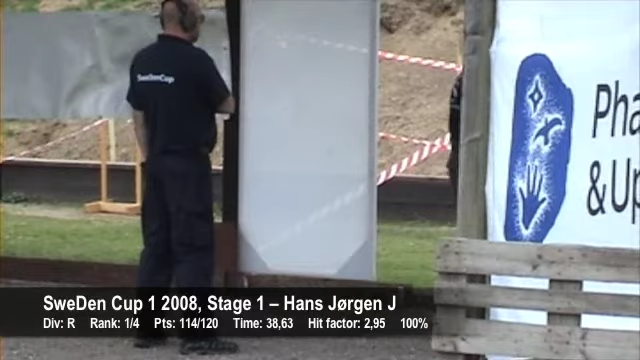 SweDenCup
Pha
&Up
SweDen Cup 1 2008, Stage 1 – Hans Jørgen J
Div: R Rank: 1/4 Pts: 114/120 Time: 38,63 Hit factor: 2,95 100%